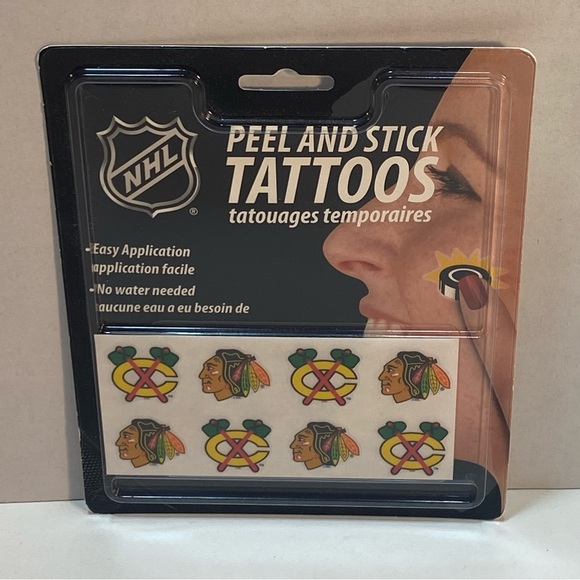 NHL
®
PEEL AND STICK
TATTOOS
tatouages temporaires
-Easy Application
application facile
-No water needed
aucune eau a eu besoin de
C
C
C
C